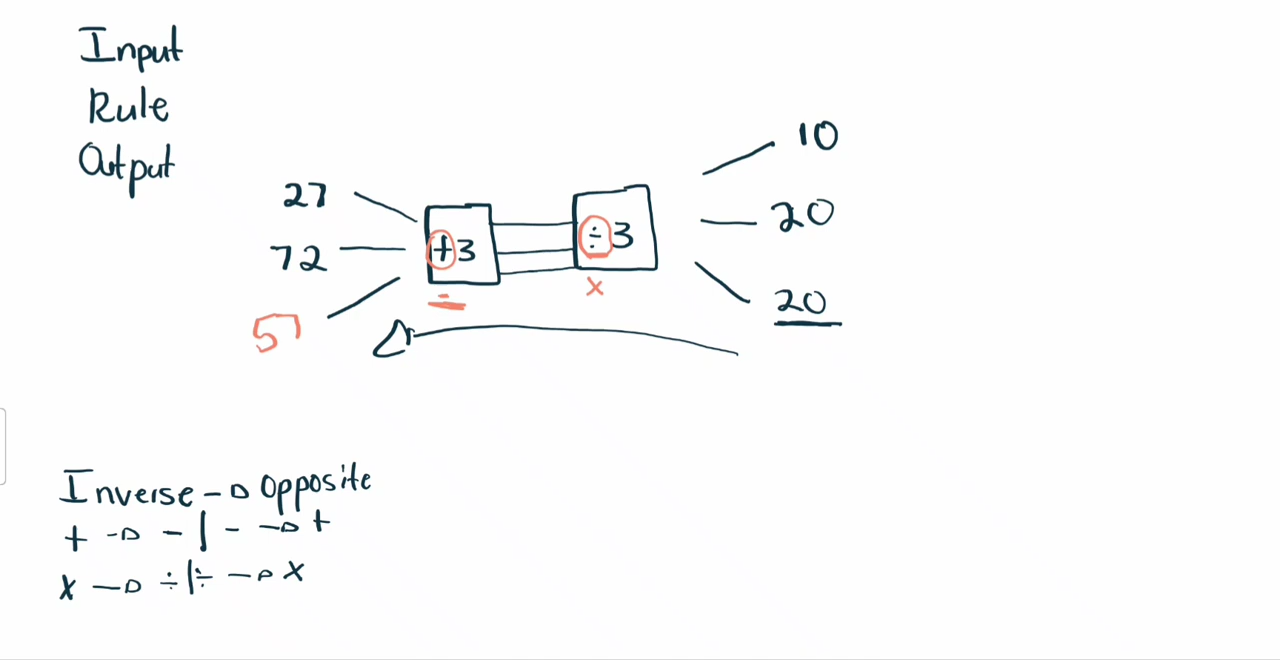 Input
Rule
Output
27
72
57
+3
÷3
x
10
20
20
Inverse → Opposite
+ → - | - → +
x → ÷ | ÷ → x